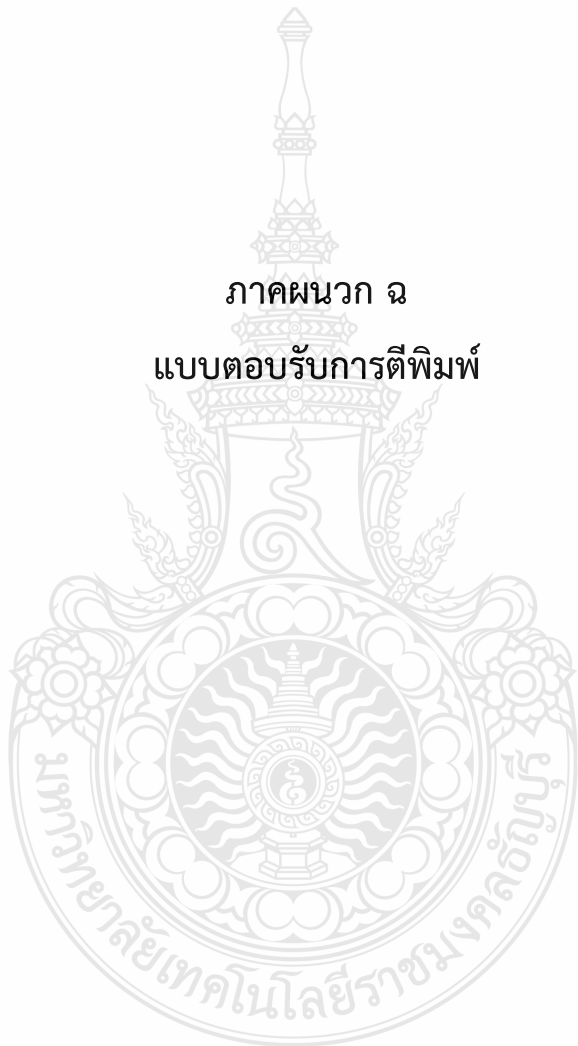 ภาคผนวก ฉ
แบบตอบรับการตีพิมพ์
มหาวิทยาลัยเทคโนโลยีราชมงคลธัญบุรี